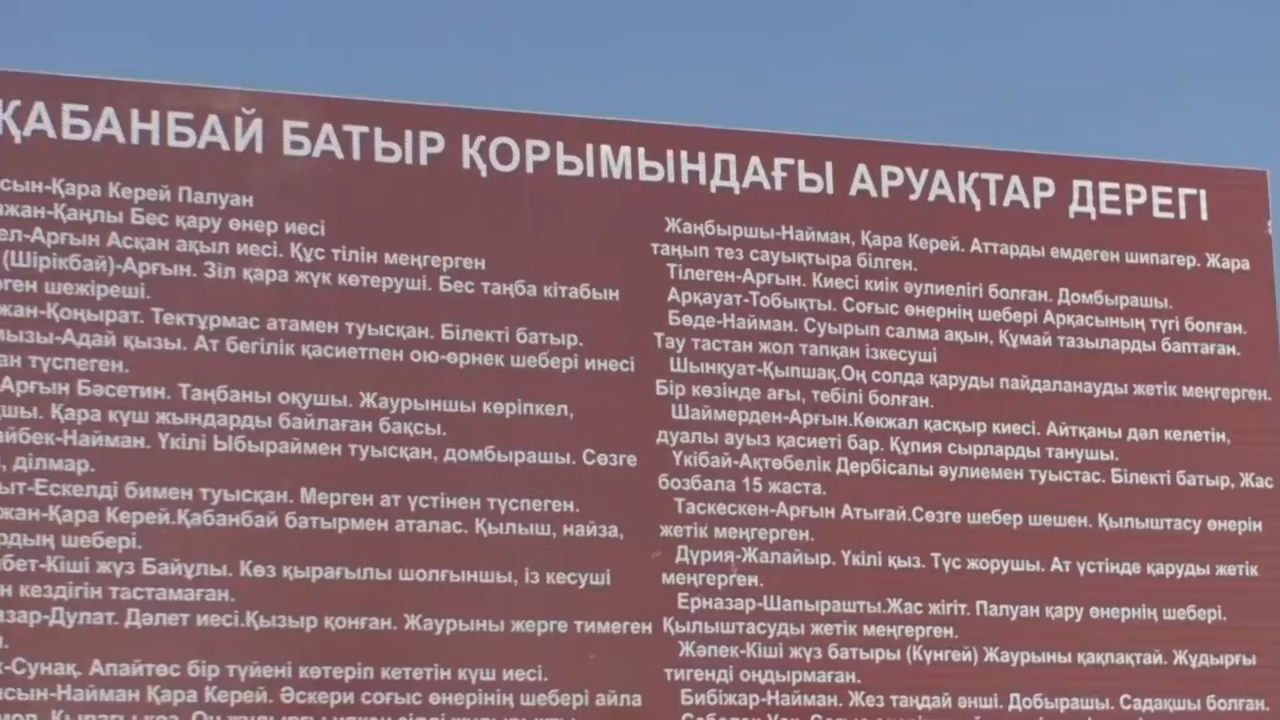 ҚАБАНБАЙ БАТЫР ҚОРЫМЫНДАҒЫ АРУАҚТАР ДЕРЕГІ
сын-Қара Керей Палуан
жан-Қаңлы Бес қару өнер иесі
ел-Арғын Асқан ақыл иесі. Құс тілін меңгерген
(Шірікбай)-Арғын. Зіл қара жүк көтеруші. Бес таңба кітабын
ген шежіреші.
жан-Қоңырат. Тектұрмас атамен туысқан. Білекті батыр.
мызы-Адай қызы. Ат бегілік қасиетпен ою-өрнек шебері инесі
ан түспеген.
Арғын Бәсетин. Таңбаны оқушы. Жаурыншы көріпкел,
шы. Қара күш жындарды байлаған бақсы.
айбек-Найман. Үкілі Ыбыраймен туысқан, домбырашы. Сөзге
, ділмар.
ыт-Ескелді бимен туысқан. Мерген ат үстінен түспеген.
жан-Қара Керей.Қабанбай батырмен аталас. Қылыш, найза,
рдың шебері.
бет-Кіші жүз Байұлы. Көз қырағылы шолғыншы, із кесуші
н кездігін тастамаған.
азар-Дулат. Дәлет иесі.Қызыр қонған. Жаурыны жерге тимеген
к-Сунақ. Апайтөс бір түйені көтеріп кететін күш иесі.
асын-Найман Қара Керей. Әскери соғыс өнерінің шебері айла
Жаңбыршы-Найман, Қара Керей. Аттарды емдеген шипагер. Жара
таңып тез сауықтыра білген.
Тілеген-Арғын. Киесі киік әулиелігі болған. Домбырашы.
Арқауат-Тобықты. Соғыс өнернің шебері Арқасының түгі болған.
Бөде-Найман. Суырып салма ақын, Құмай тазыларды баптаған.
Тау тастан жол тапқан ізкесуші
Шынқуат-Қыпшақ.Оң солда қаруды пайдаланауды жетік меңгерген.
Бір көзінде ағы, тебілі болған.
Шаймерден-Арғын.Көкжал қасқыр киесі. Айтқаны дәл келетін,
дуалы ауыз қасиеті бар. Құпия сырларды танушы.
Үкібай-Ақтөбелік Дербісалы әулиемен туыстас. Білекті батыр, Жас
бозбала 15 жаста.
Таскескен-Арғын Атығай.Сөзге шебер шешен. Қылыштасу өнерін
жетік меңгерген.
Дүрия-Жалайыр. Үкілі қыз. Түс жорушы. Ат үстінде қаруды жетік
меңгерген.
Ерназар-Шапырашты.Жас жігіт. Палуан қару өнернің шебері.
Қылыштасуды жетік меңгерген.
Жәпек-Кіші жүз батыры (Күнгей) Жаурыны қақпақтай. Жұдырғы
тигенді оңдырмаған.
Бибіжар-Найман. Жез таңдай әнші. Добырашы. Садақшы болған.